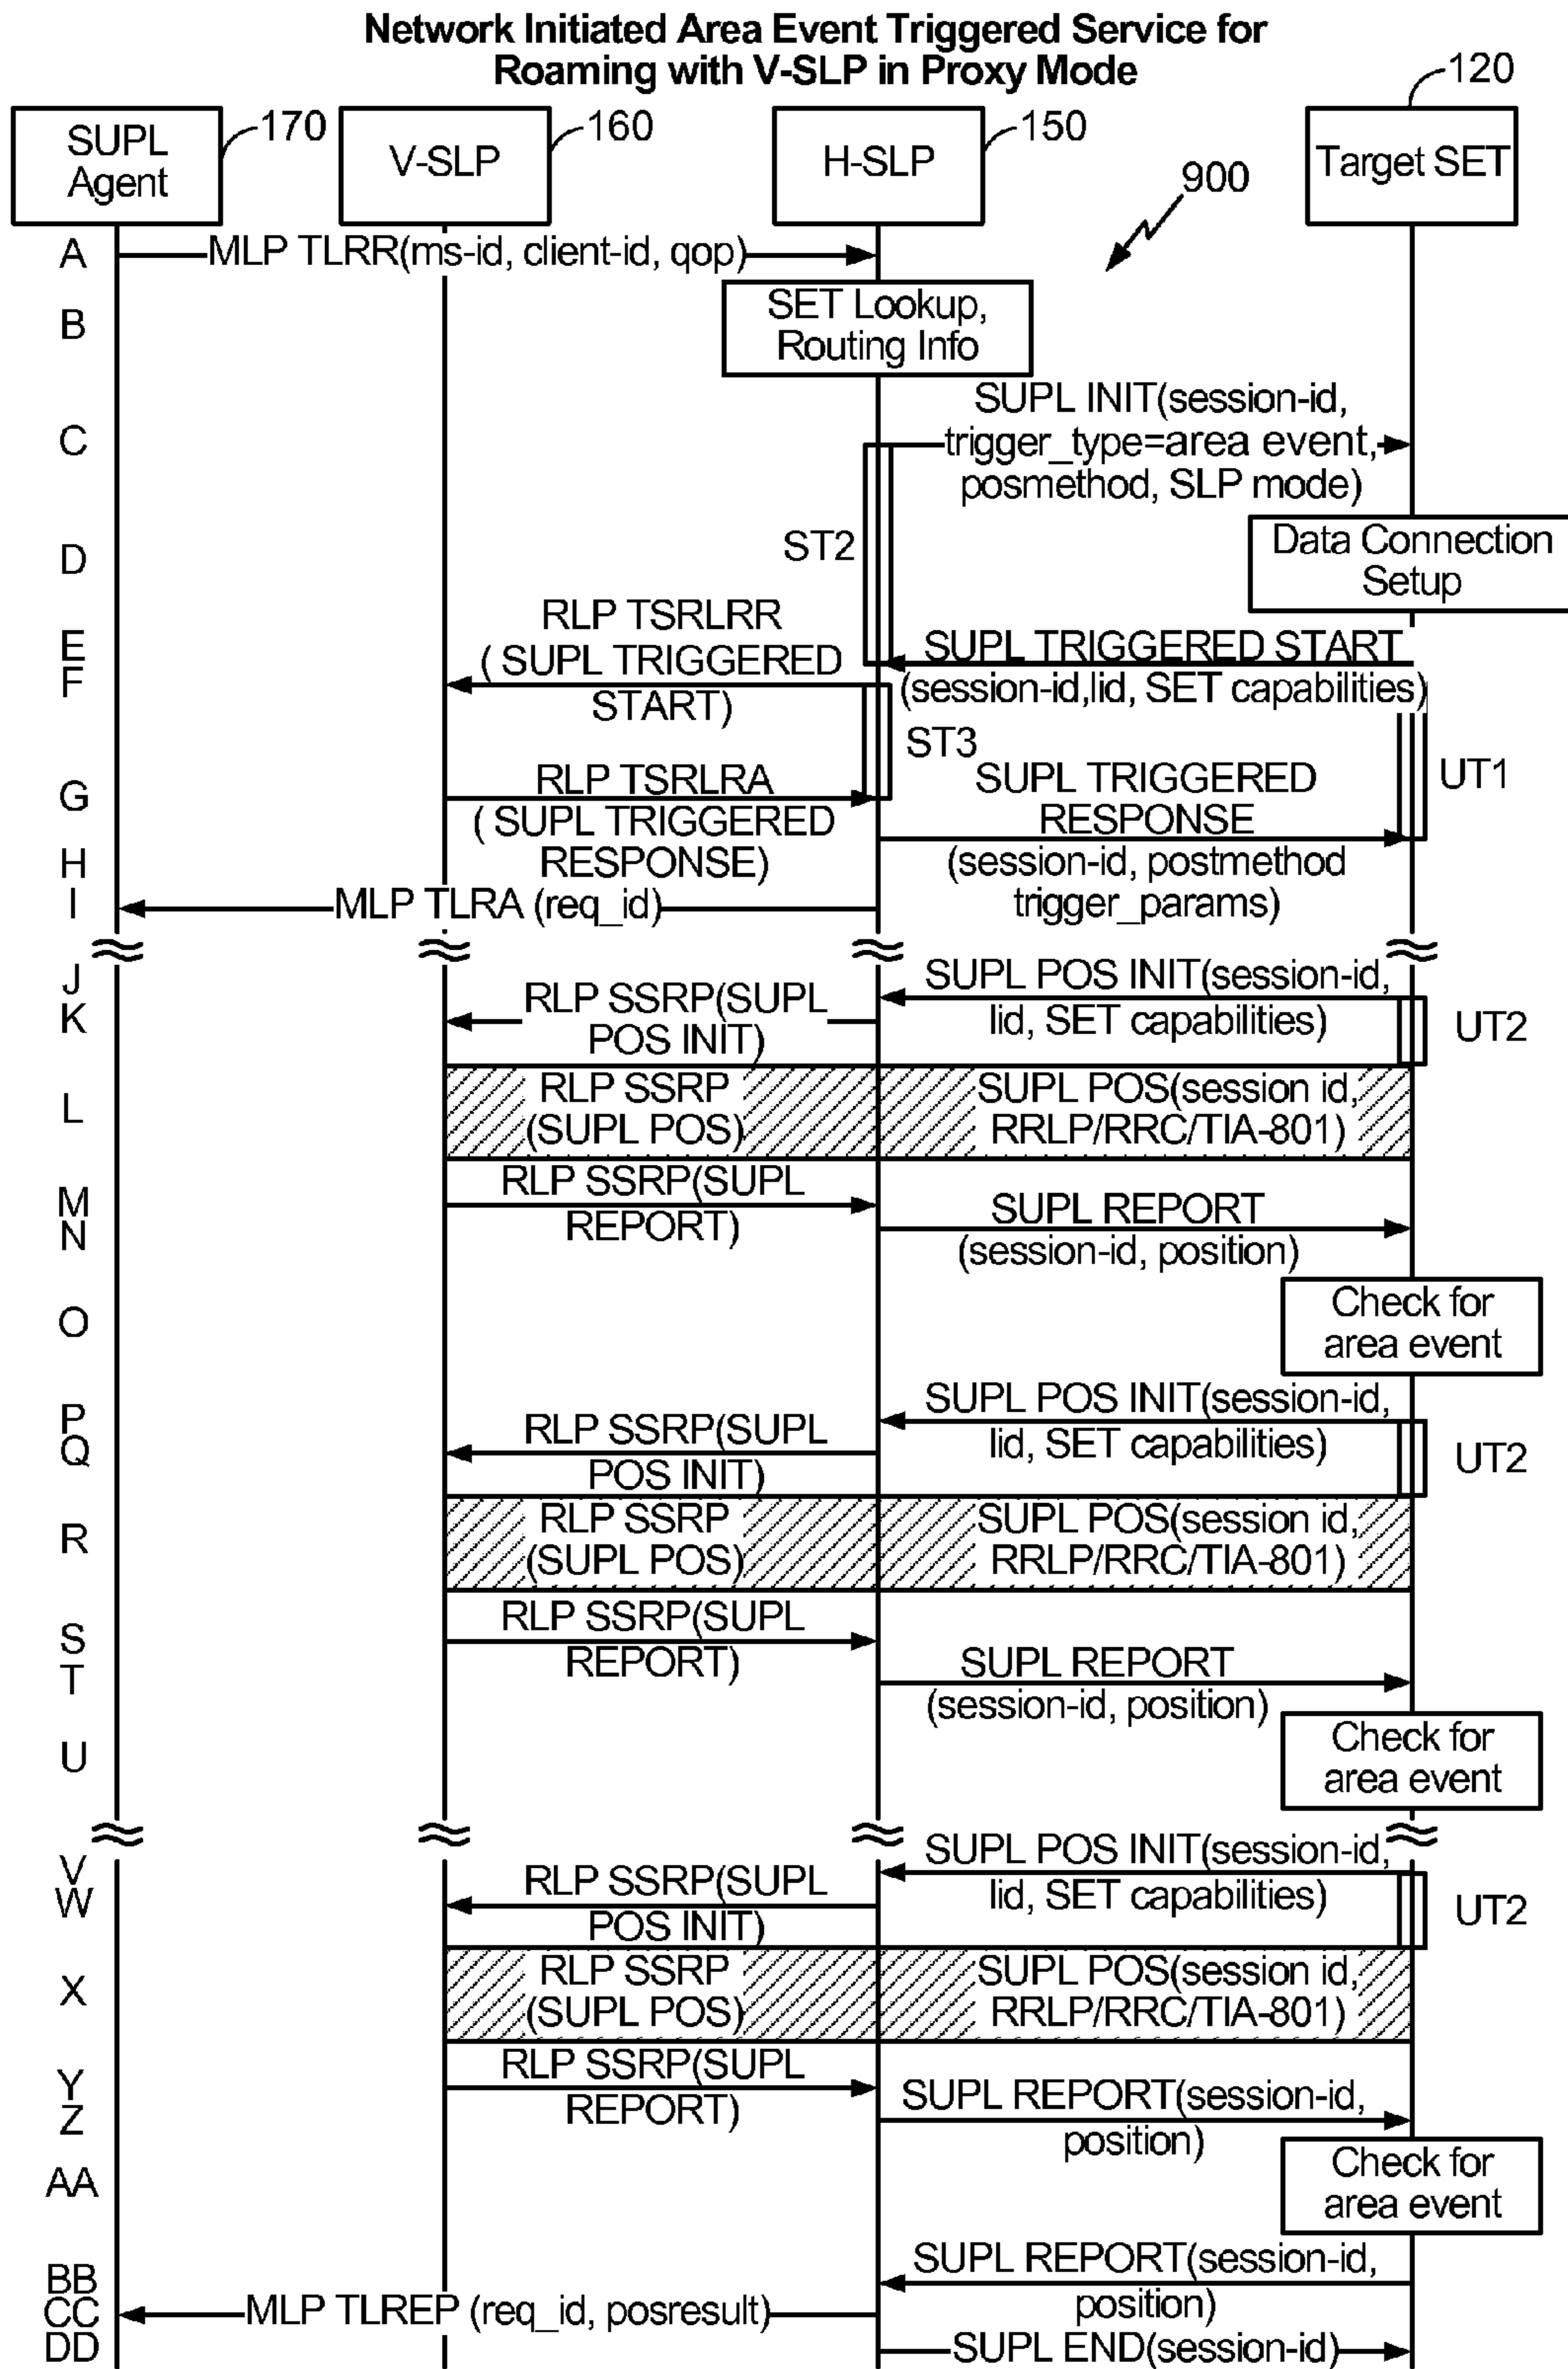 Network Initiated Area Event Triggered Service for
Roaming with V-SLP in Proxy Mode
120
170
160
150
SUPL
Agent
V-SLP
H-SLP
Target SET
900
A
MLP TLRR(ms-id, client-id, qop)
B
SET Lookup,
Routing Info
C
SUPL INIT(session-id,
trigger_type=area event,
posmethod, SLP mode)
D
ST2
Data Connection
Setup
E
F
RLP TSRLRR
( SUPL TRIGGERED
START)
SUPL TRIGGERED START
(session-id,lid, SET capabilities)
ST3
UT1
G
RLP TSRLRA
( SUPL TRIGGERED
RESPONSE)
SUPL TRIGGERED
RESPONSE
(session-id, postmethod
trigger_params)
H
I
MLP TLRA (req_id)
J
K
SUPL POS INIT(session-id,
lid, SET capabilities)
RLP SSRP(SUPL
POS INIT)
UT2
L
RLP SSRP
(SUPL POS)
SUPL POS(session id,
RRLP/RRC/TIA-801)
M
N
RLP SSRP(SUPL
REPORT)
SUPL REPORT
(session-id, position)
O
Check for
area event
P
Q
SUPL POS INIT(session-id,
lid, SET capabilities)
RLP SSRP(SUPL
POS INIT)
UT2
R
RLP SSRP
(SUPL POS)
SUPL POS(session id,
RRLP/RRC/TIA-801)
S
T
RLP SSRP(SUPL
REPORT)
SUPL REPORT
(session-id, position)
U
Check for
area event
V
W
SUPL POS INIT(session-id,
lid, SET capabilities)
RLP SSRP(SUPL
POS INIT)
UT2
X
RLP SSRP
(SUPL POS)
SUPL POS(session id,
RRLP/RRC/TIA-801)
Y
Z
RLP SSRP(SUPL
REPORT)
SUPL REPORT(session-id,
position)
AA
Check for
area event
BB
SUPL REPORT(session-id,
position)
CC
MLP TLREP (req_id, posresult)
DD
SUPL END(session-id)